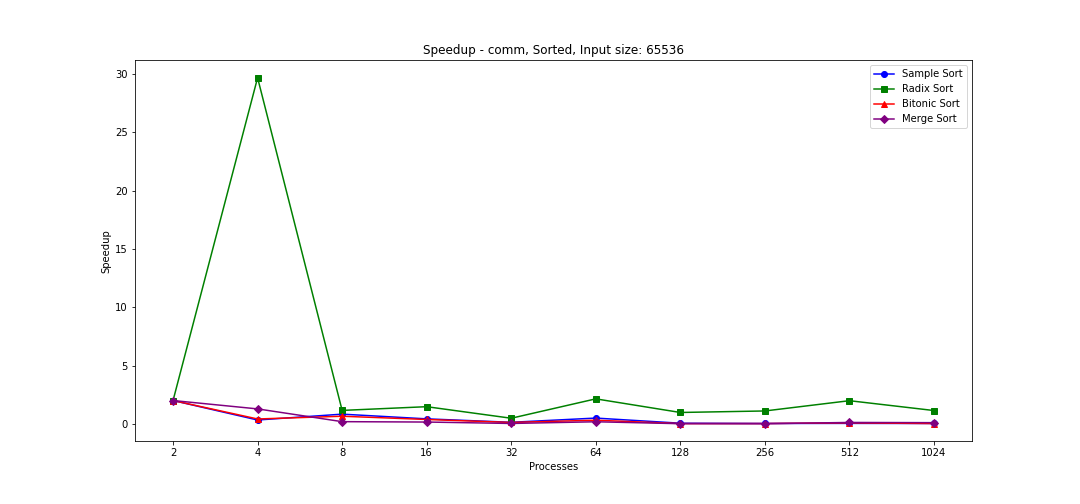 Speedup - comm, Sorted, Input size: 65536
Sample Sort
Radix Sort
Bitonic Sort
Merge Sort
30
25
20
15
10
5
0
Speedup
2 4 8 16 32 64 128 256 512 1024
Processes